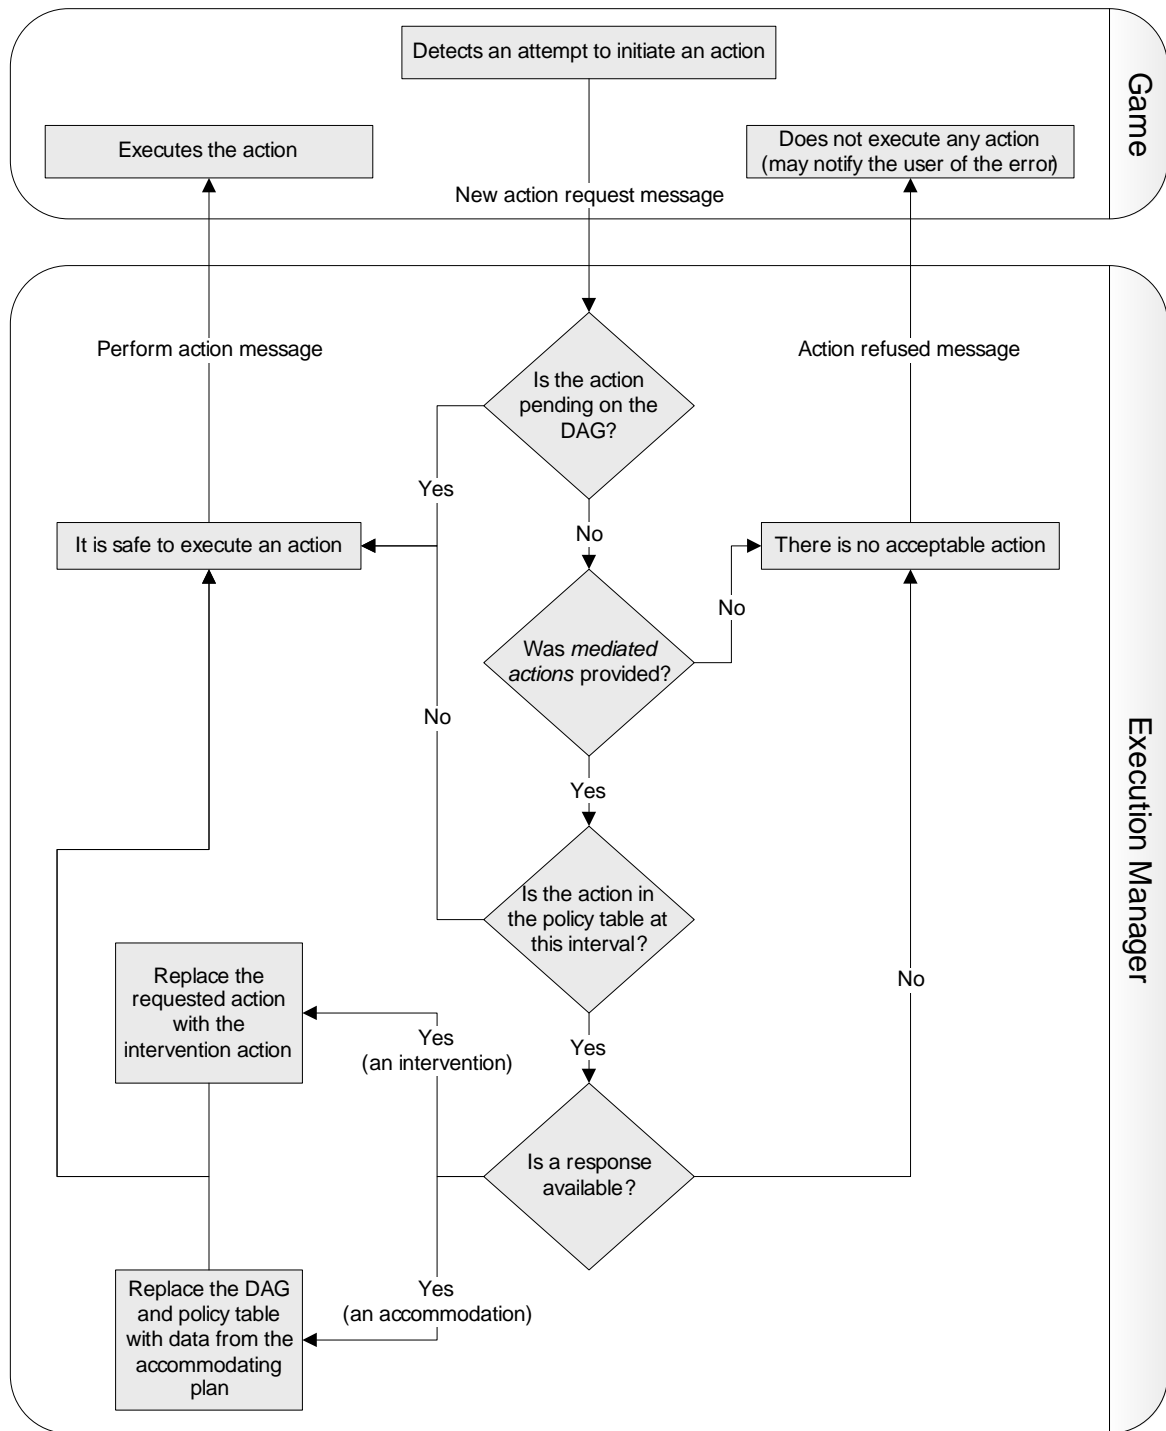 Detects an attempt to initiate an action
Game
Executes the action
Does not execute any action
(may notify the user of the error)
New action request message
Perform action message
Action refused message
Is the action
pending on the
DAG?
Yes
No
It is safe to execute an action
There is no acceptable action
No
Was mediated
actions provided?
No
Yes
Execution Manager
Is the action in
the policy table at
this interval?
No
Replace the
requested action
with the
intervention action
Yes
(an intervention)
Yes
Is a response
available?
Yes
(an accommodation)
Replace the DAG
and policy table
with data from the
accommodating
plan